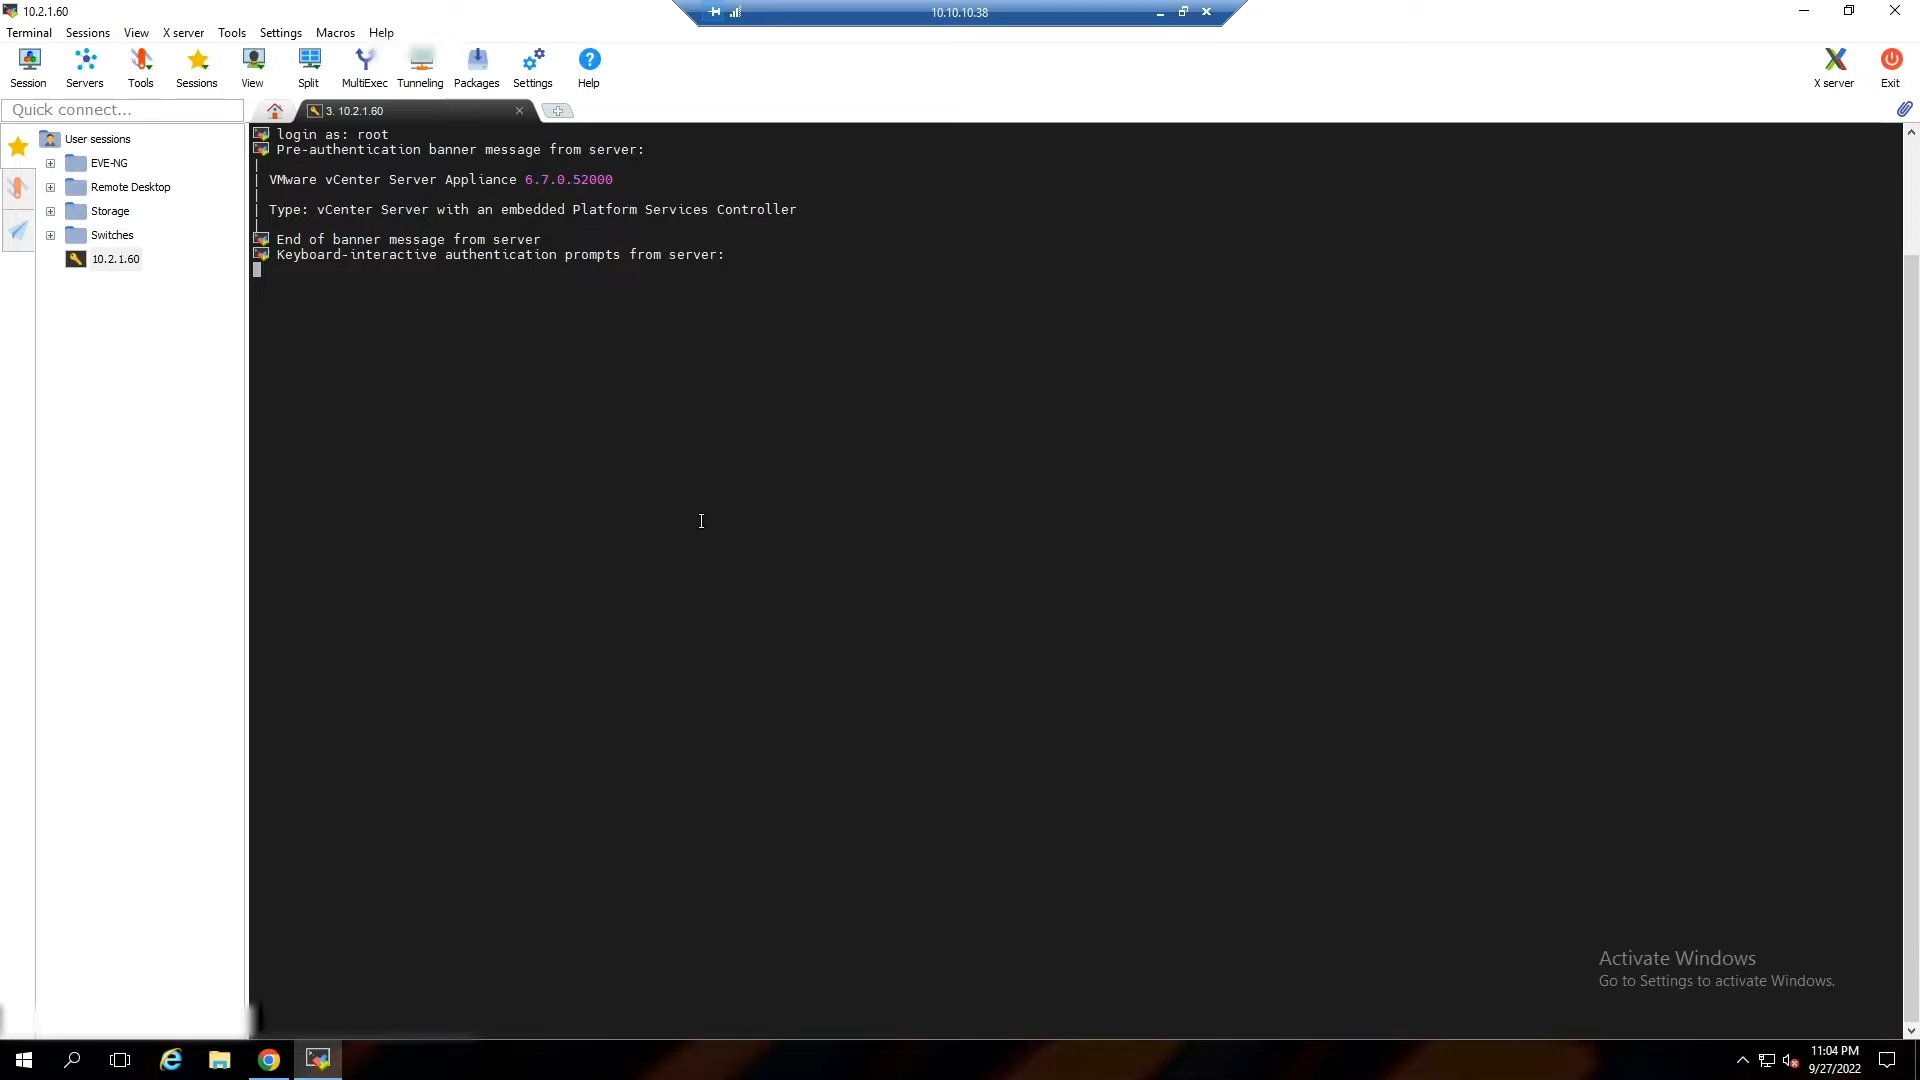 10.2.1.60
10.10.10.38
Terminal Sessions View X server Tools Settings Macros Help
Session Servers Tools Sessions View Split MultiExec Tunneling Packages Settings Help X server Exit
Quick connect...
3. 10.2.1.60
User sessions
EVE-NG
Remote Desktop
Storage
Switches
10.2.1.60
login as: root
Pre-authentication banner message from server:
|
| VMware vCenter Server Appliance 6.7.0.52000
|
| Type: vCenter Server with an embedded Platform Services Controller
|
End of banner message from server
Keyboard-interactive authentication prompts from server:
Activate Windows
Go to Settings to activate Windows.
11:04 PM
9/27/2022